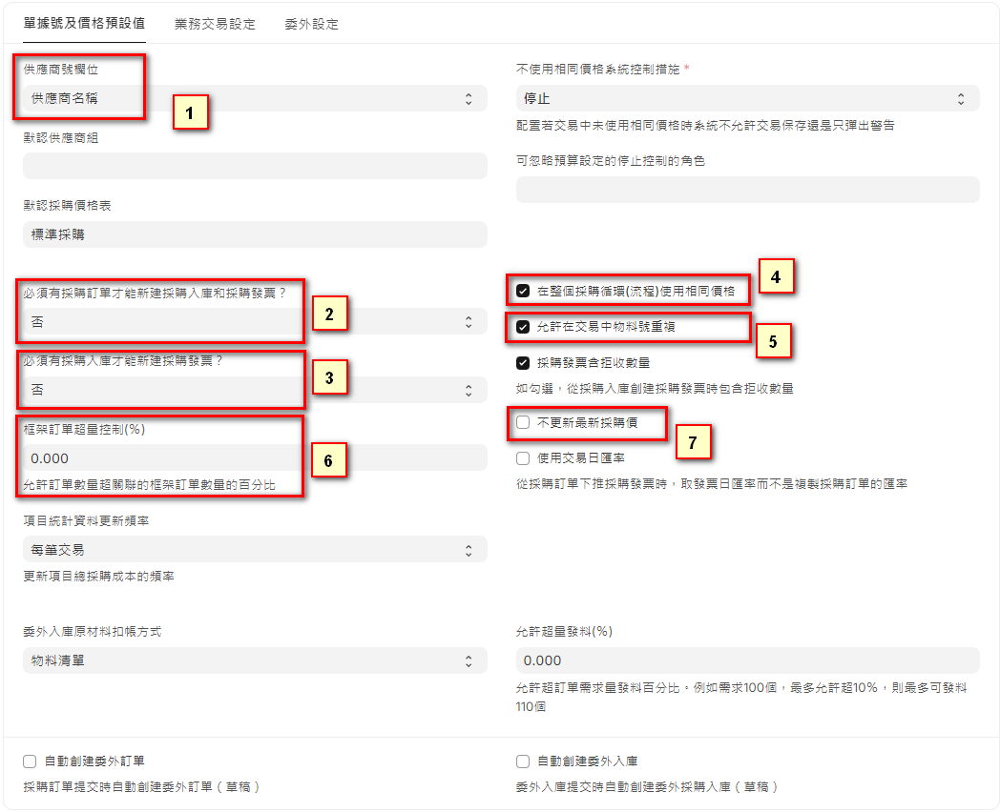 單據號及價格預設值 業務交易設定 委外設定
供應商號欄位
供應商名稱
1
默認供應商組
默認採購價格表
標準採購
不使用相同價格系統控制措施 *
停止
配置若交易中未使用相同價格時系統不允許交易保存還是只彈出警告
可忽略預算設定的停止控制的角色
必須有採購訂單才能新建採購入庫和採購發票？
否
2
必須有採購入庫才能新建採購發票？
否
3
框架訂單超量控制(%)
0.000
6
允許訂單數量超關聯的框架訂單數量的百分比
項目統計資料更新頻率
每筆交易
更新項目總採購成本的頻率
4
在整個採購循環(流程)使用相同價格
允許在交易中物料號重複
5
採購發票含拒收數量
如勾選，從採購入庫創建採購發票時包含拒收數量
不更新最新採購價
7
使用交易日匯率
從採購訂單下推採購發票時，取發票日匯率而不是複製採購訂單的匯率
委外入庫原材料扣帳方式
物料清單
允許超量發料(%)
0.000
允許超訂單需求量發料百分比。例如需求100個，最多允許超10%，則最多可發料
110個
自動創建委外訂單
採購訂單提交時自動創建委外訂單（草稿）
自動創建委外入庫
委外入庫提交時自動創建委外採購入庫（草稿）